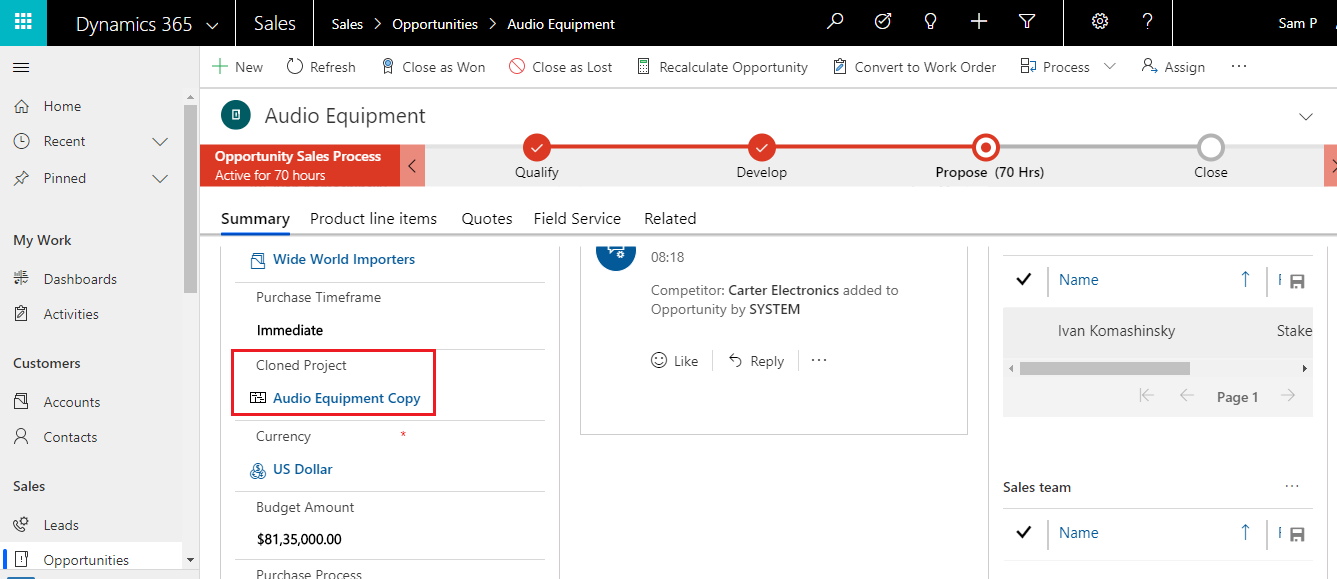 Dynamics 365 Sales Sales > Opportunities > Audio Equipment Sam P
New Refresh Close as Won Close as Lost Recalculate Opportunity Convert to Work Order Process Assign ...
Home
Recent
Pinned
My Work
Dashboards
Activities
Customers
Accounts
Contacts
Sales
Leads
Opportunities
Audio Equipment
Opportunity Sales Process
Active for 70 hours
Qualify Develop Propose (70 Hrs) Close
Summary Product line items Quotes Field Service Related
Wide World Importers
Purchase Timeframe
Immediate
Cloned Project
Audio Equipment Copy
Currency *
US Dollar
Budget Amount
$81,35,000.00
Purchase Process
08:18
Competitor: Carter Electronics added to
Opportunity by SYSTEM
Like Reply ...
Name
Ivan Komashinsky Stake
Page 1
Sales team ...
Name